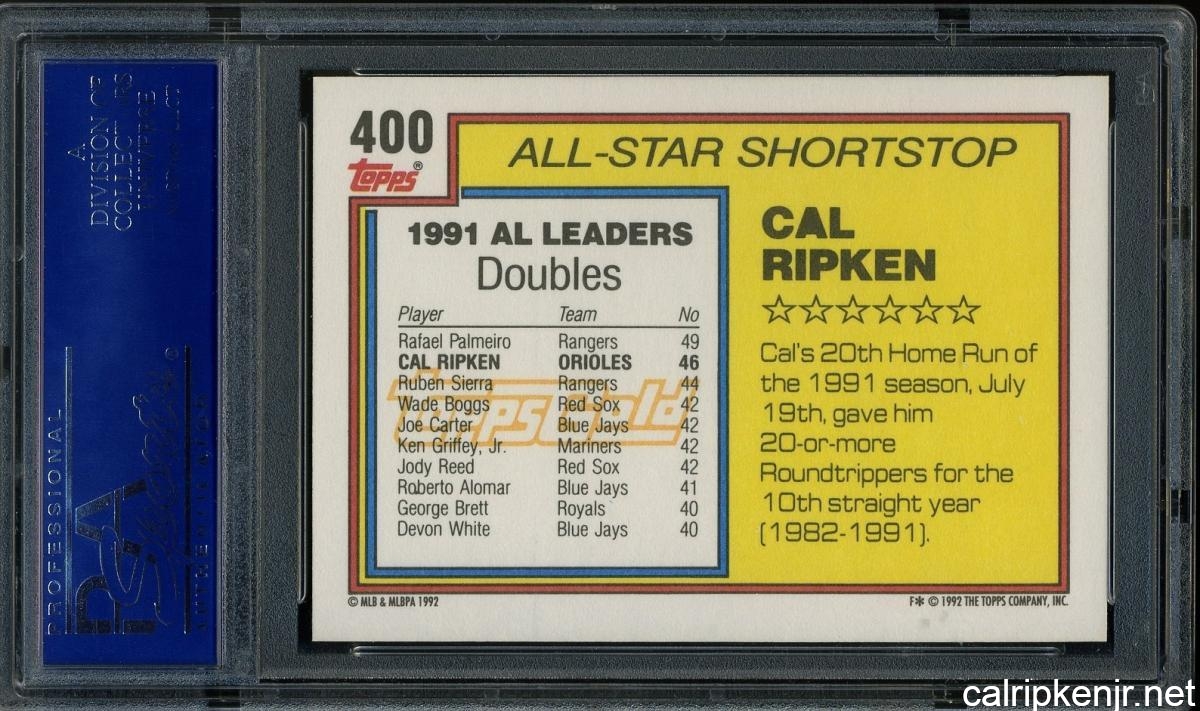 A
DIVISION OF
COLLECTORS
UNIVERSE
PROFESSIONAL
PSA
Sports
AUTHENTICATOR
400
topps®
ALL-STAR SHORTSTOP
1991 AL LEADERS
Doubles
Player Team No
Rafael Palmeiro Rangers 49
CAL RIPKEN ORIOLES 46
Ruben Sierra Rangers 44
Wade Boggs Red Sox 42
Joe Carter Blue Jays 42
Ken Griffey, Jr. Mariners 42
Jody Reed Red Sox 42
Roberto Alomar Blue Jays 41
George Brett Royals 40
Devon White Blue Jays 40
ToppsGold
CAL
RIPKEN
Cal's 20th Home Run of
the 1991 season, July
19th, gave him
20-or-more
Roundtrippers for the
10th straight year
(1982-1991).
© MLB & MLBPA 1992
F* © 1992 THE TOPPS COMPANY, INC.
calripkenjr.net